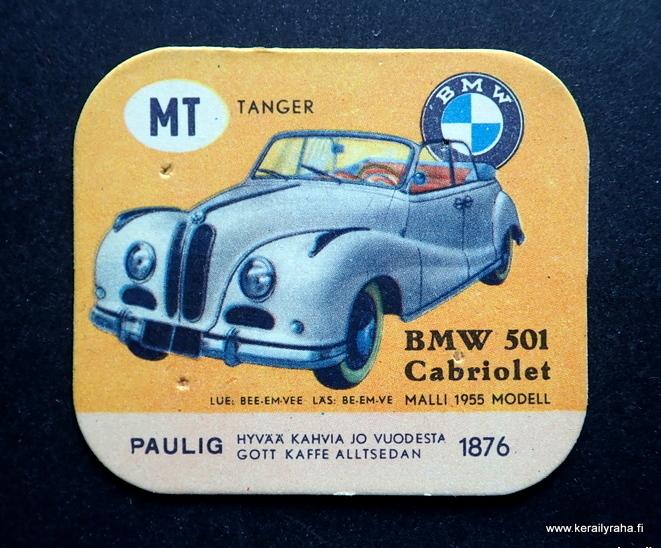 MT TANGER
BMW
BMW 501
Cabriolet
LUE: BEE-EM-VEE LÄS: BE-EM-VE MALLI 1955 MODELL
PAULIG HYVÄÄ KAHVIA JO VUODESTA 1876
GOTT KAFFE ALLTSEDAN
www.kerailyraha.fi